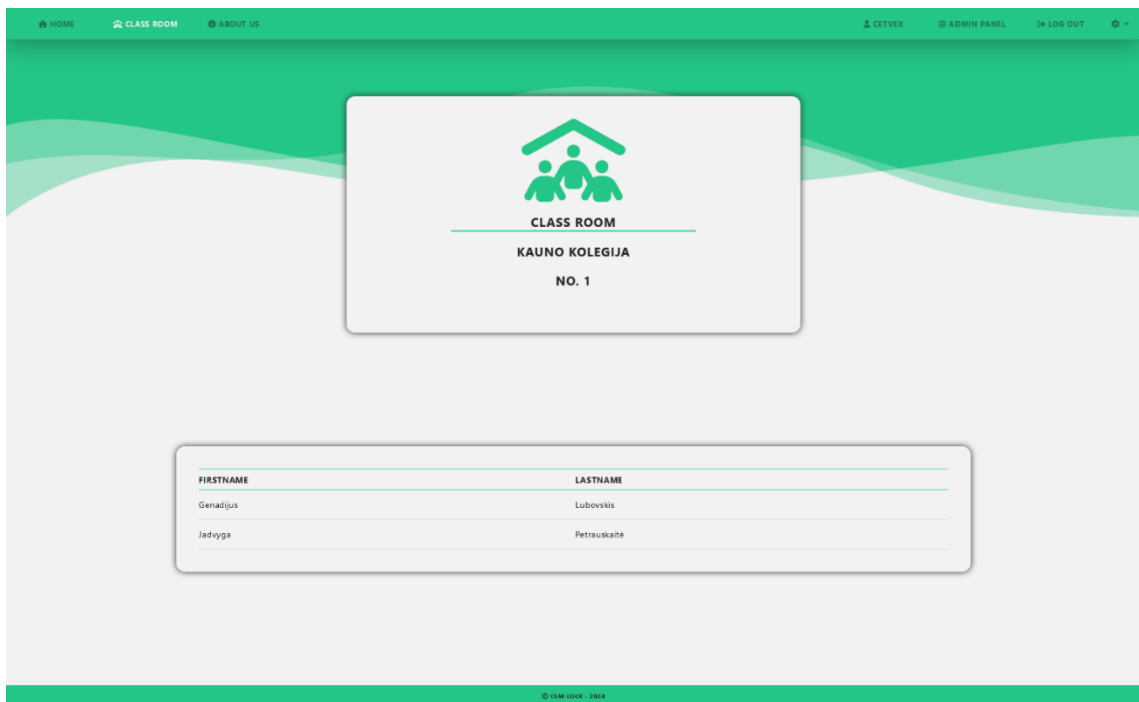 HOME CLASS ROOM ABOUT US CETVEX ADMIN PANEL LOG OUT
CLASS ROOM
KAUNO KOLEGIJA
NO. 1
FIRSTNAME LASTNAME
Genadijus Lubovskis
Jadvyga Petrauskaitė
© CSM-LOCK - 2024